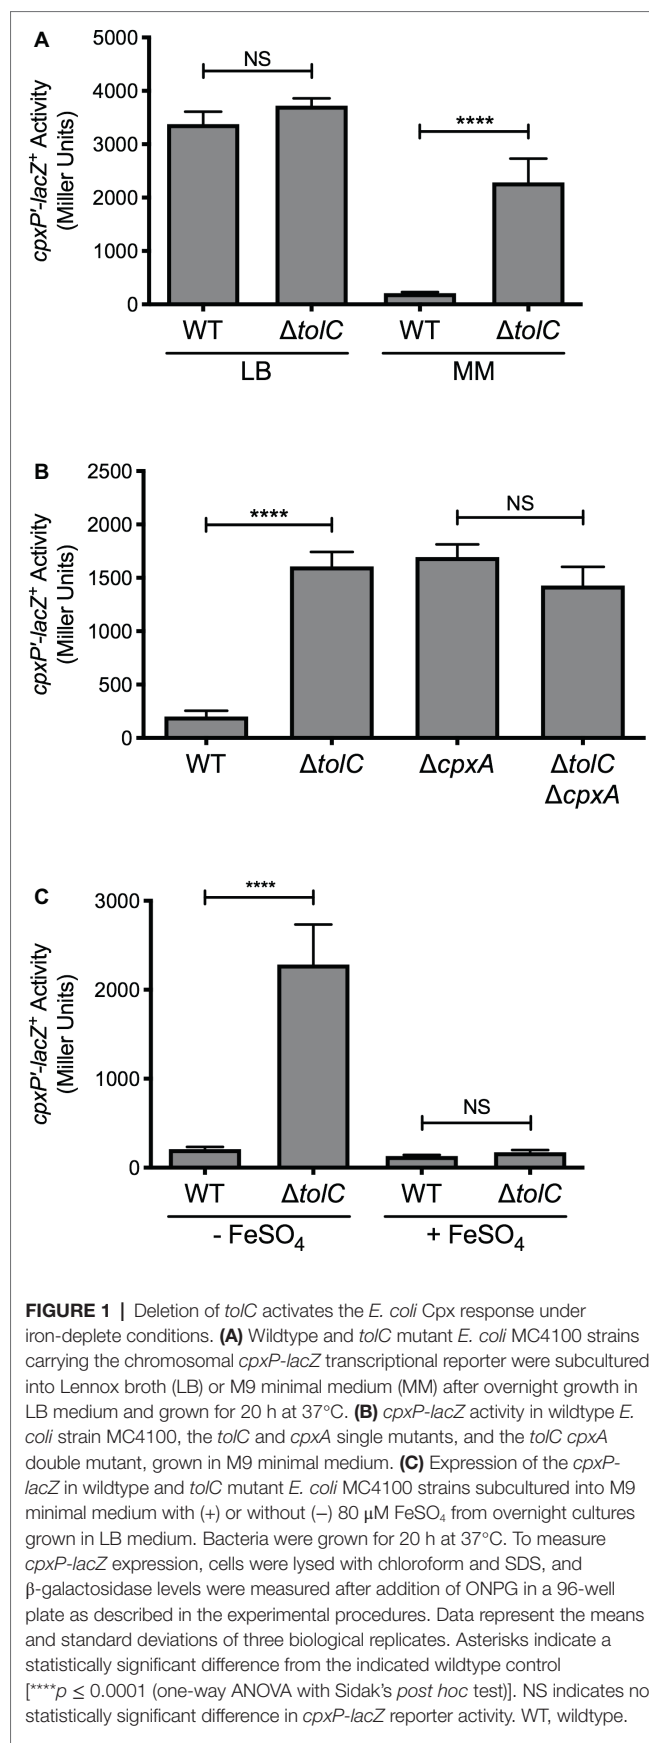 A
5000
4000
3000
2000
1000
0
cpxP'-lacZ+ Activity
(Miller Units)
NS
****
WT
ΔtolC
WT
ΔtolC
LB
MM
B
2500
2000
1500
1000
500
0
cpxP'-lacZ+ Activity
(Miller Units)
****
NS
WT
ΔtolC
ΔcpxA
ΔtolC
ΔcpxA
C
3000
2000
1000
0
cpxP'-lacZ+ Activity
(Miller Units)
****
NS
WT
ΔtolC
WT
ΔtolC
- FeSO4
+ FeSO4
FIGURE 1 | Deletion of tolC activates the E. coli Cpx response under
iron-deplete conditions. (A) Wildtype and tolC mutant E. coli MC4100 strains
carrying the chromosomal cpxP-lacZ transcriptional reporter were subcultured
into Lennox broth (LB) or M9 minimal medium (MM) after overnight growth in
LB medium and grown for 20 h at 37°C. (B) cpxP-lacZ activity in wildtype E.
coli strain MC4100, the tolC and cpxA single mutants, and the tolC cpxA
double mutant, grown in M9 minimal medium. (C) Expression of the cpxP-
lacZ in wildtype and tolC mutant E. coli MC4100 strains subcultured into M9
minimal medium with (+) or without (−) 80 μM FeSO4 from overnight cultures
grown in LB medium. Bacteria were grown for 20 h at 37°C. To measure
cpxP-lacZ expression, cells were lysed with chloroform and SDS, and
β-galactosidase levels were measured after addition of ONPG in a 96-well
plate as described in the experimental procedures. Data represent the means
and standard deviations of three biological replicates. Asterisks indicate a
statistically significant difference from the indicated wildtype control
[****p ≤ 0.0001 (one-way ANOVA with Sidak's post hoc test)]. NS indicates no
statistically significant difference in cpxP-lacZ reporter activity. WT, wildtype.